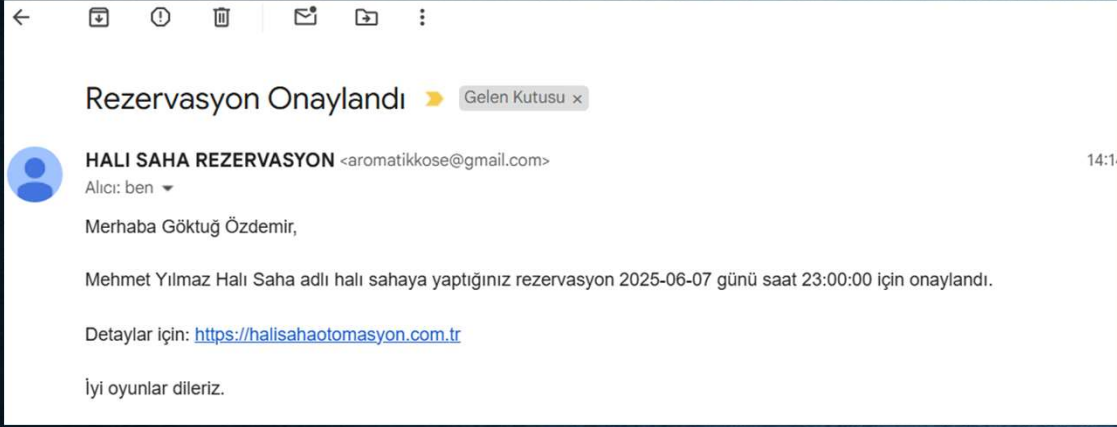 Rezervasyon Onaylandı Gelen Kutusu x
HALI SAHA REZERVASYON <aromatikkose@gmail.com>
Alıcı: ben
Merhaba Göktuğ Özdemir,
Mehmet Yılmaz Halı Saha adlı halı sahaya yaptığınız rezervasyon 2025-06-07 günü saat 23:00:00 için onaylandı.
Detaylar için: https://halisahaotomasyon.com.tr
İyi oyunlar dileriz.